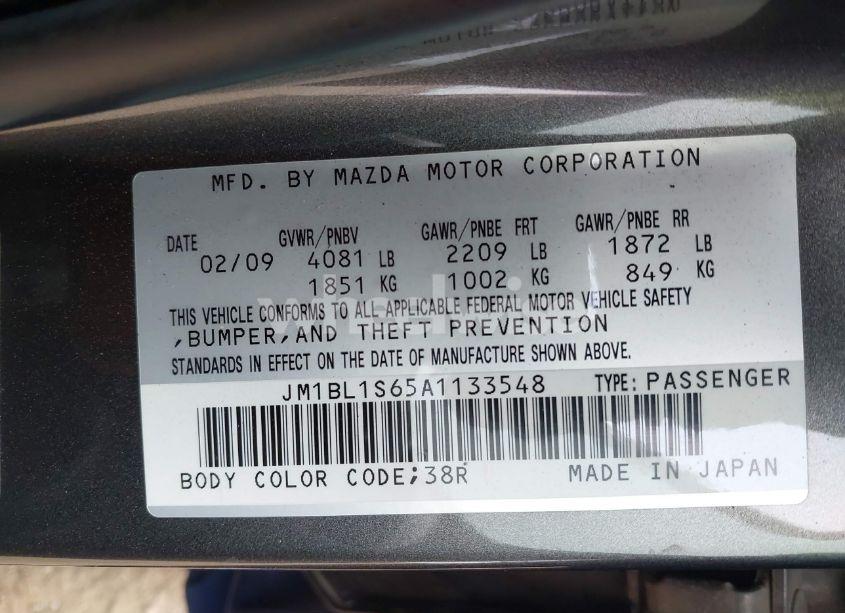 MFD. BY MAZDA MOTOR CORPORATION
DATE GVWR/PNBV GAWR/PNBE FRT GAWR/PNBE RR
02/09 4081 LB 2209 LB 1872 LB
1851 KG 1002 KG 849 KG
THIS VEHICLE CONFORMS TO ALL APPLICABLE FEDERAL MOTOR VEHICLE SAFETY
,BUMPER,AND THEFT PREVENTION
STANDARDS IN EFFECT ON THE DATE OF MANUFACTURE SHOWN ABOVE.
JM1BL1S65A1133548 TYPE: PASSENGER
BODY COLOR CODE;38R MADE IN JAPAN